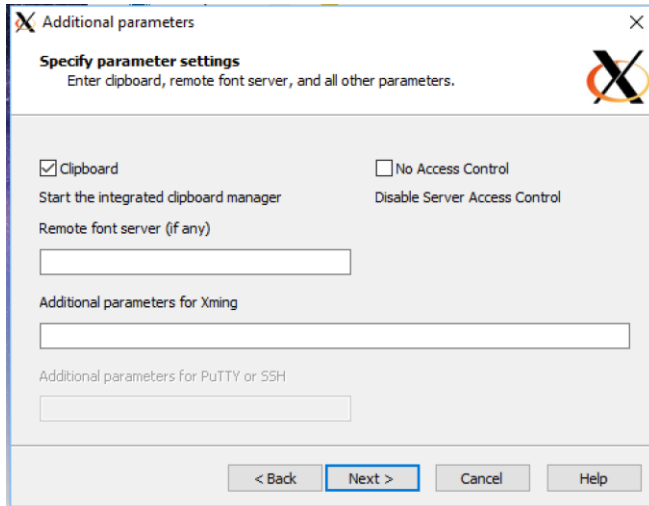 Additional parameters
Specify parameter settings
Enter clipboard, remote font server, and all other parameters.
Clipboard
No Access Control
Start the integrated clipboard manager
Disable Server Access Control
Remote font server (if any)
Additional parameters for Xming
Additional parameters for PuTTY or SSH
< Back
Next >
Cancel
Help